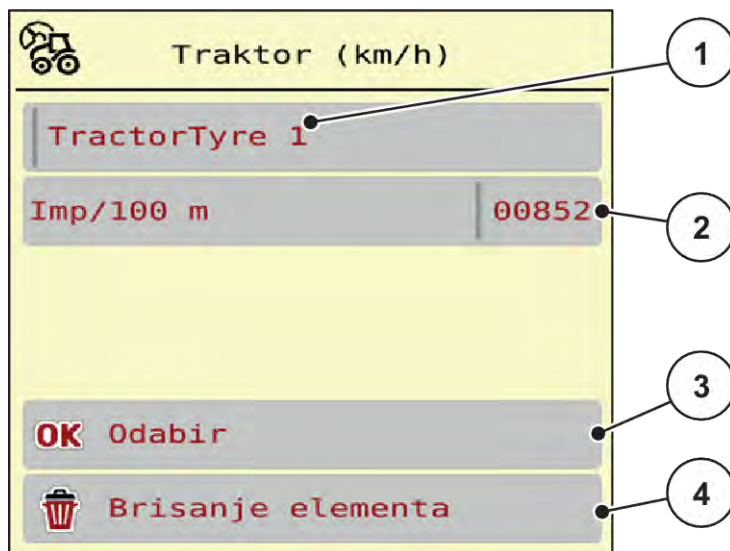 Traktor (km/h)
1
TractorTyre 1
Imp/100 m 00852
2
3
OK Odabir
4
Brisanje elementa